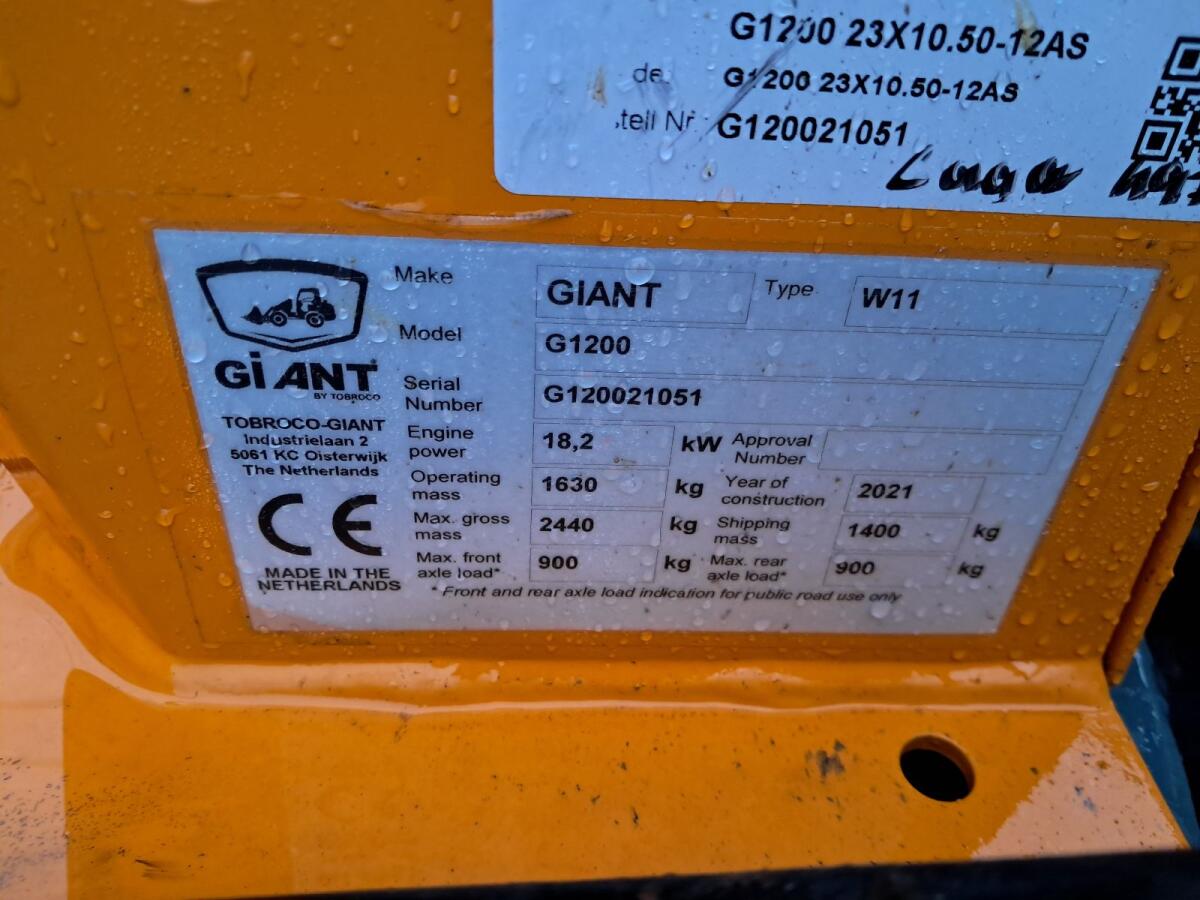 G1200 23X10.50-12AS
de
G1200 23X10.50-12AS
tell Nr. G120021051
Make GIANT Type W11
GiANT
BY TOBROCO
Model G1200
Serial Number G120021051
TOBROCO-GIANT
Industrielaan 2
5061 KC Oisterwijk
The Netherlands
Engine power 18,2 kW Approval Number
Operating mass 1630 kg Year of construction 2021
Max. gross mass 2440 kg Shipping mass 1400 kg
Max. front axle load* 900 kg Max. rear axle load* 900 kg
CE
MADE IN THE
NETHERLANDS
* Front and rear axle load indication for public road use only